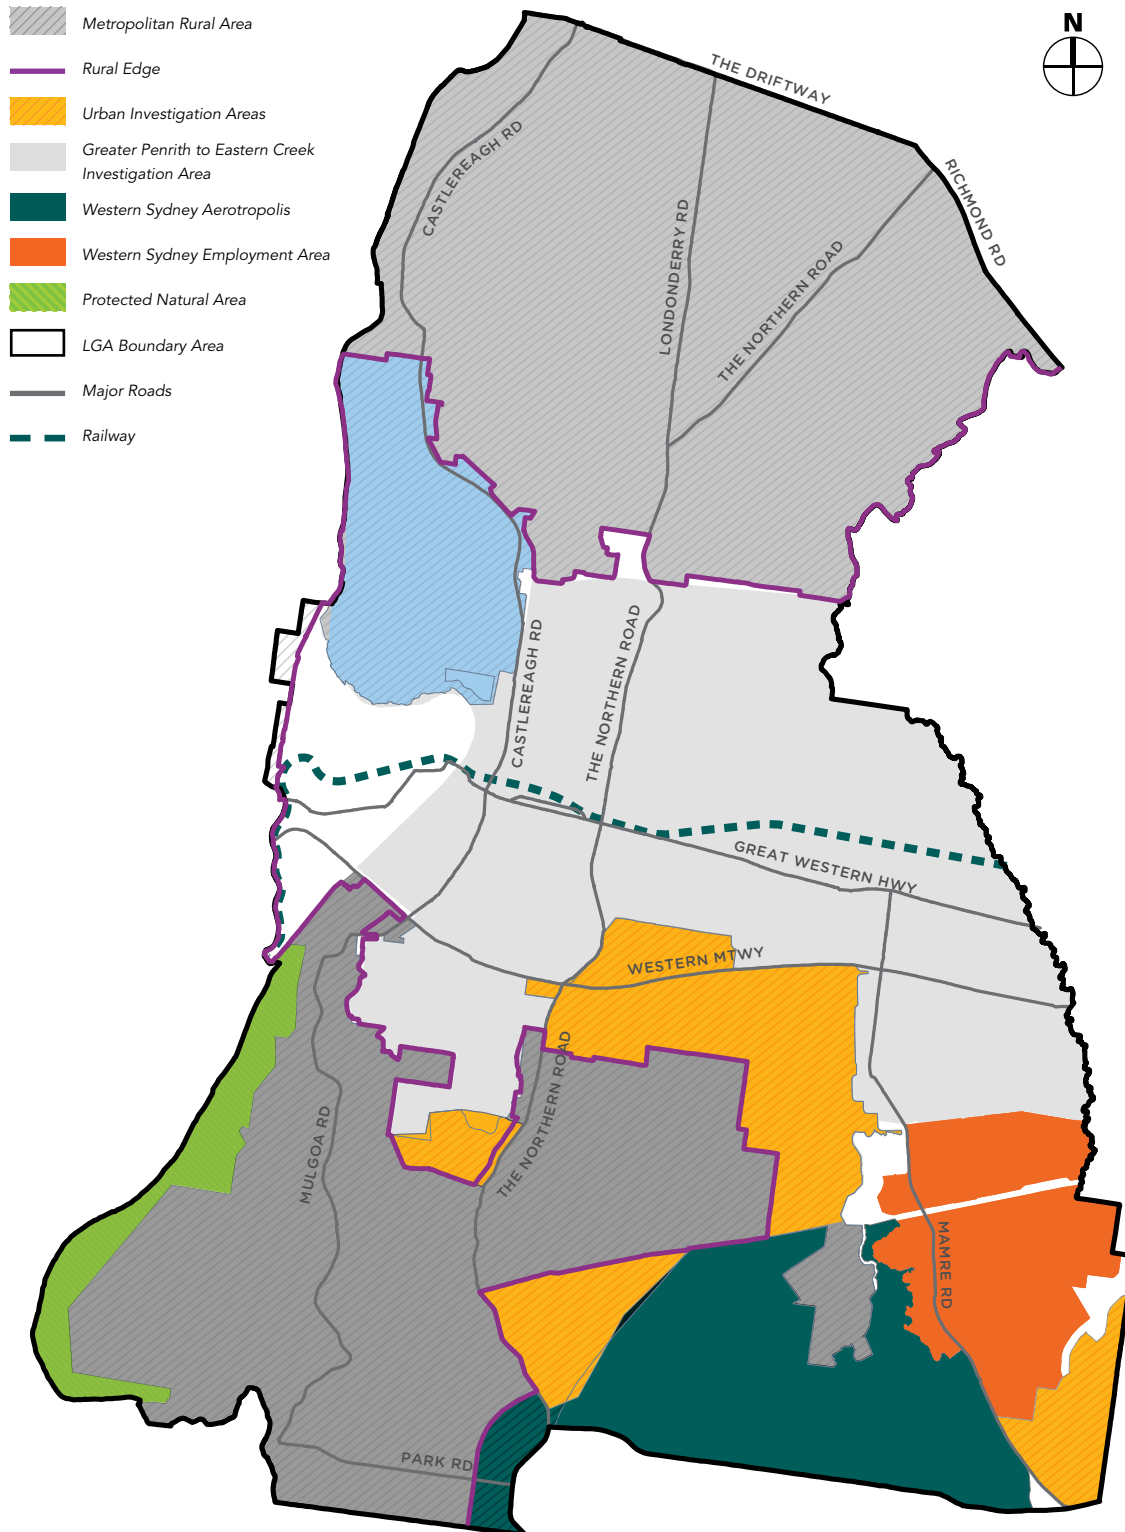 Metropolitan Rural Area
Rural Edge
Urban Investigation Areas
Greater Penrith to Eastern Creek
Investigation Area
Western Sydney Aerotropolis
Western Sydney Employment Area
Protected Natural Area
LGA Boundary Area
Major Roads
Railway
N
THE DRIFTWAY
CASTLEREAGH RD
RICHMOND RD
LONDONDERRY RD
THE NORTHERN ROAD
CASTLEREAGH RD
THE NORTHERN ROAD
GREAT WESTERN HWY
WESTERN MTWY
THE NORTHERN ROAD
MULGOA RD
MAMRE RD
PARK RD